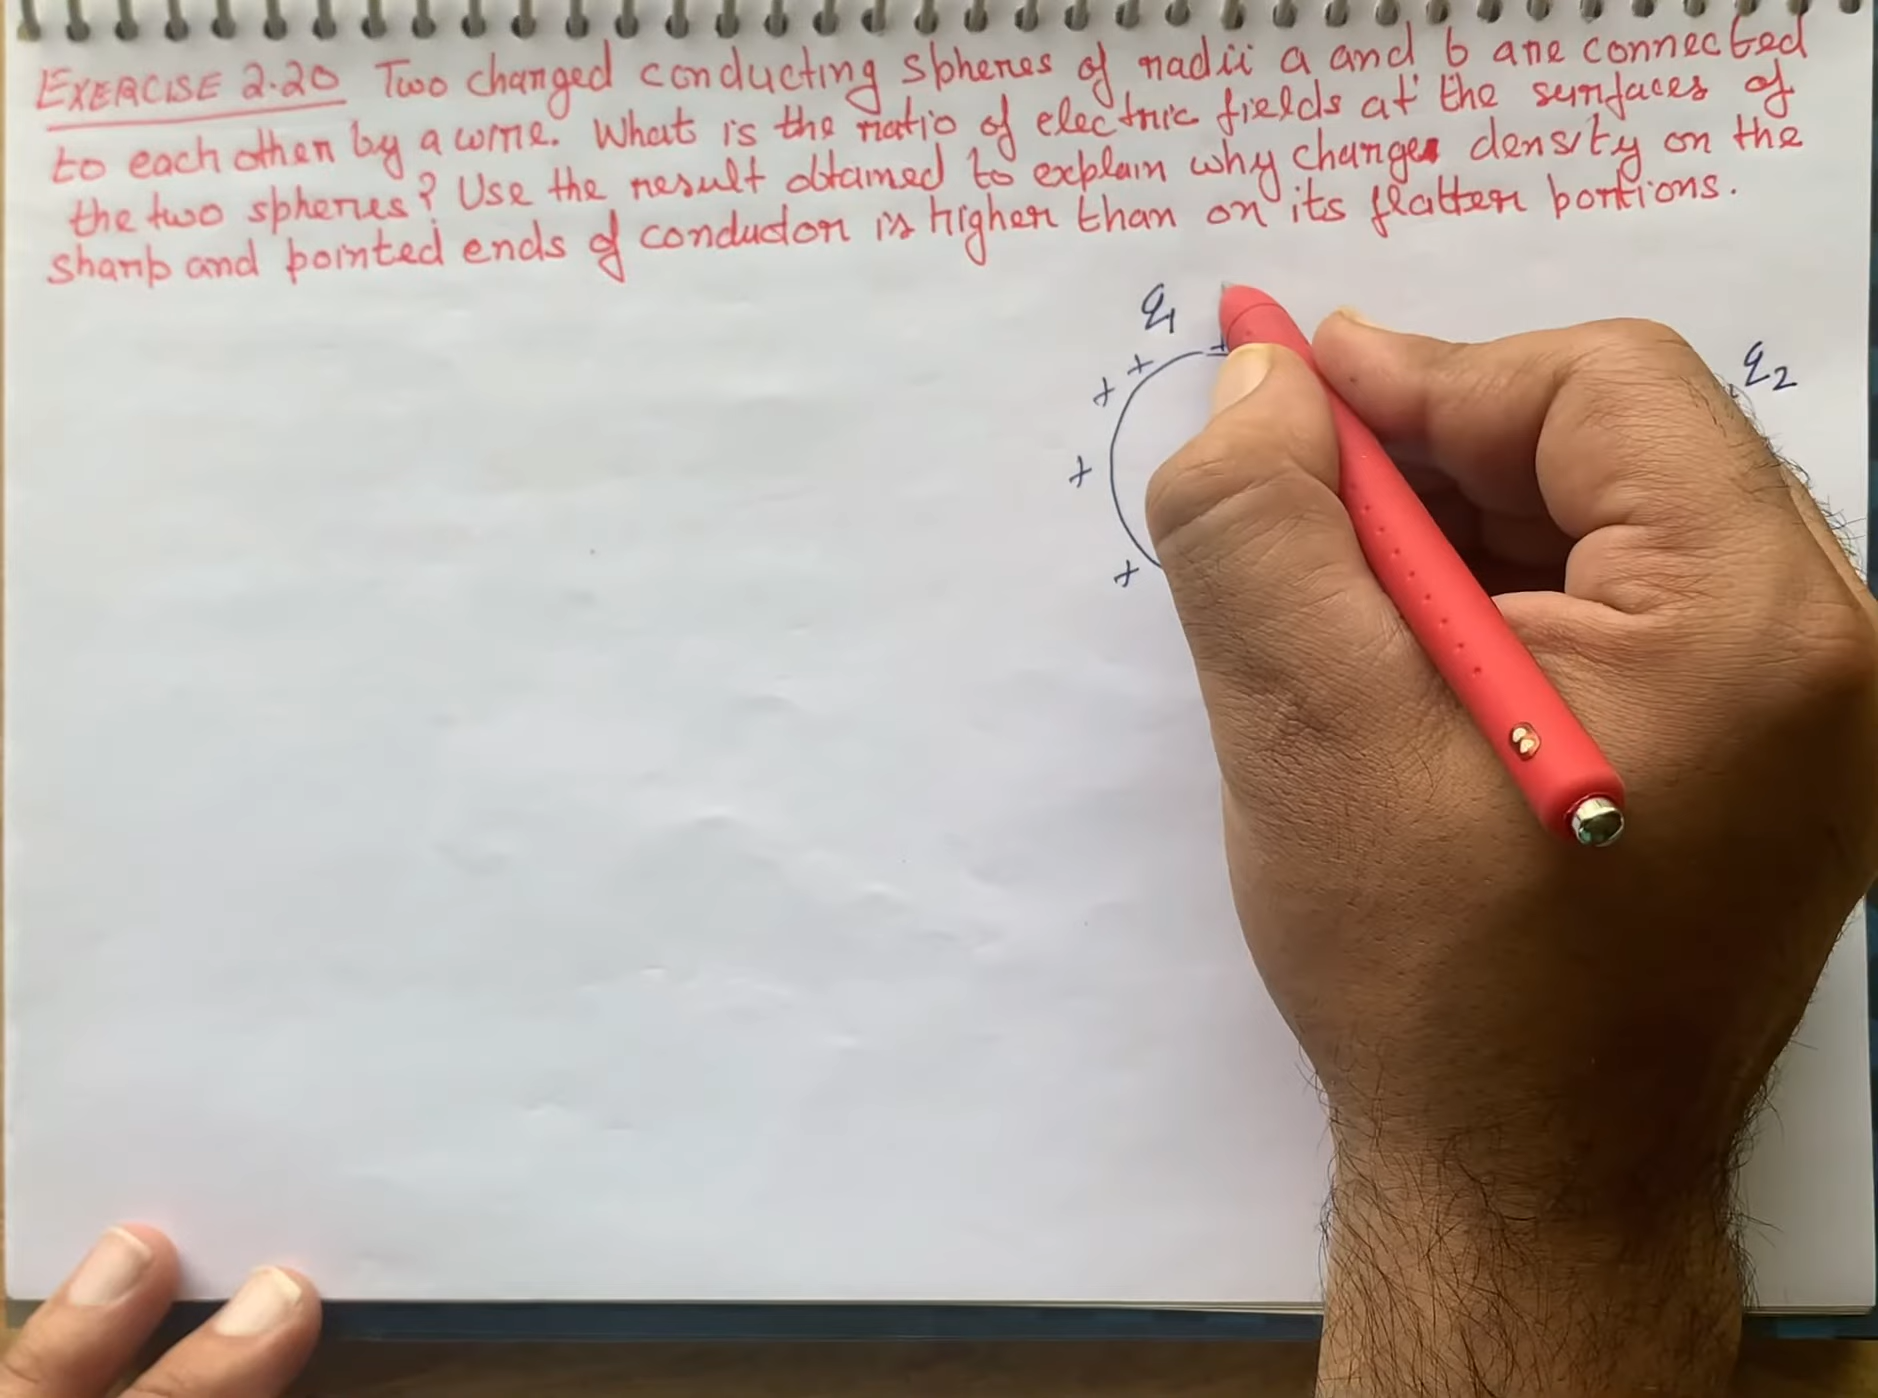 EXERCISE 2.20 Two charged conducting spheres of radii a and b are connected
to each other by a wire. What is the ratio of electric fields at the surfaces of
the two spheres? Use the result obtained to explain why charge density on the
sharp and pointed ends of conductor is higher than on its flatter portions.
q1
q2
+ + +
+
+